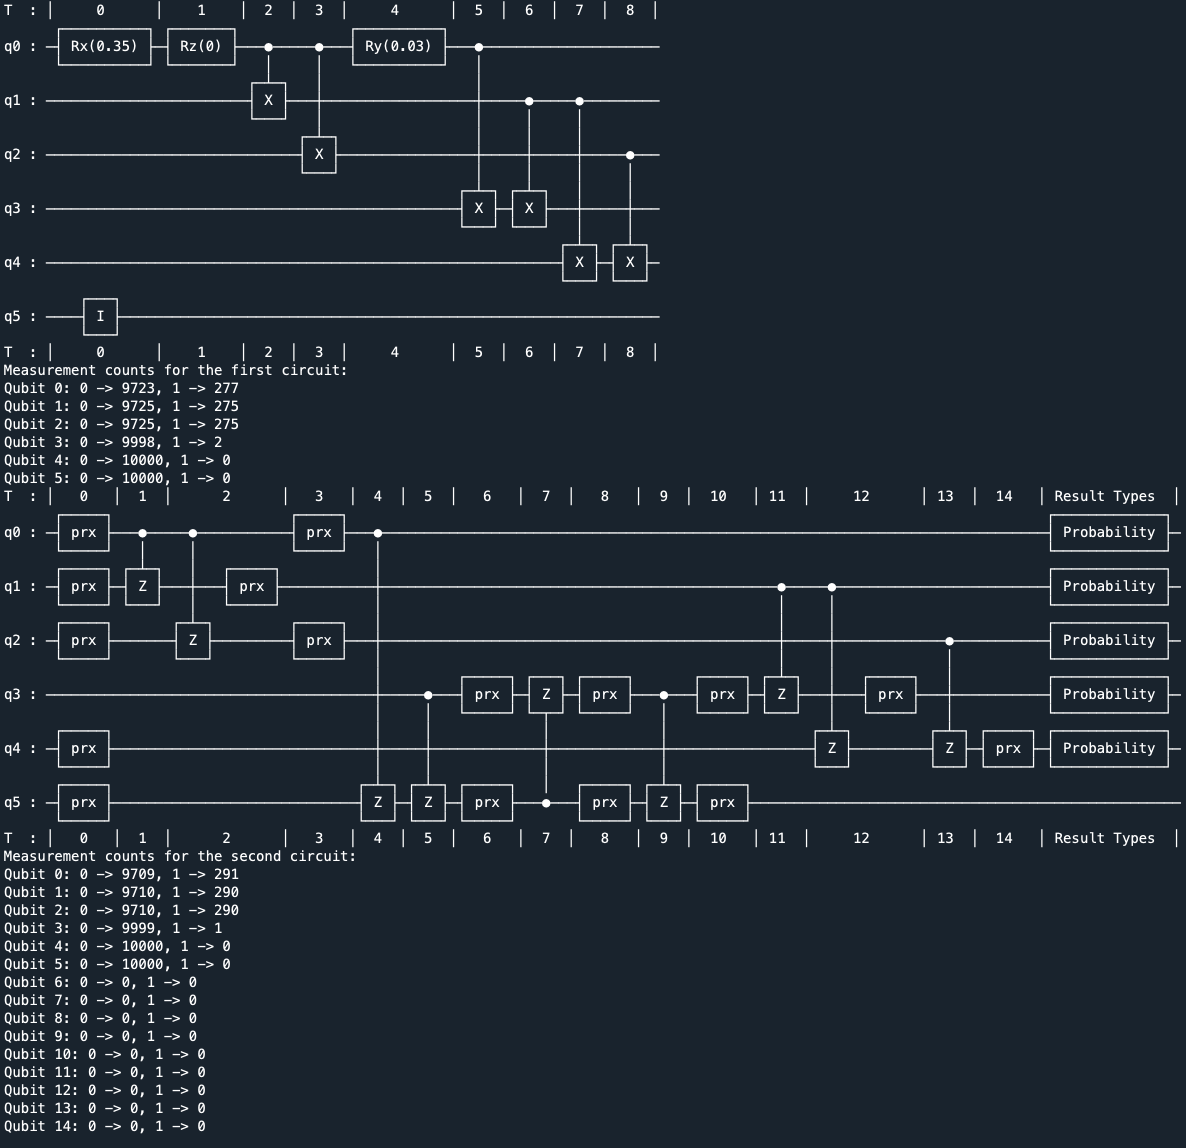 T : | 0 | 1 | 2 | 3 | 4 | 5 | 6 | 7 | 8 |
q0 : Rx(0.35) Rz(0) Ry(0.03)
q1 : X
q2 : X
q3 : X X
q4 : X X
q5 : I
T : | 0 | 1 | 2 | 3 | 4 | 5 | 6 | 7 | 8 |
Measurement counts for the first circuit:
Qubit 0: 0 -> 9723, 1 -> 277
Qubit 1: 0 -> 9725, 1 -> 275
Qubit 2: 0 -> 9725, 1 -> 275
Qubit 3: 0 -> 9998, 1 -> 2
Qubit 4: 0 -> 10000, 1 -> 0
Qubit 5: 0 -> 10000, 1 -> 0
T : | 0 | 1 | 2 | 3 | 4 | 5 | 6 | 7 | 8 | 9 | 10 | 11 | 12 | 13 | 14 | Result Types |
q0 : prx prx Probability
q1 : prx Z prx Probability
q2 : prx Z prx Probability
q3 : prx Z prx prx Z prx Probability
q4 : prx Z Z prx Probability
q5 : prx Z Z prx prx Z prx
T : | 0 | 1 | 2 | 3 | 4 | 5 | 6 | 7 | 8 | 9 | 10 | 11 | 12 | 13 | 14 | Result Types |
Measurement counts for the second circuit:
Qubit 0: 0 -> 9709, 1 -> 291
Qubit 1: 0 -> 9710, 1 -> 290
Qubit 2: 0 -> 9710, 1 -> 290
Qubit 3: 0 -> 9999, 1 -> 1
Qubit 4: 0 -> 10000, 1 -> 0
Qubit 5: 0 -> 10000, 1 -> 0
Qubit 6: 0 -> 0, 1 -> 0
Qubit 7: 0 -> 0, 1 -> 0
Qubit 8: 0 -> 0, 1 -> 0
Qubit 9: 0 -> 0, 1 -> 0
Qubit 10: 0 -> 0, 1 -> 0
Qubit 11: 0 -> 0, 1 -> 0
Qubit 12: 0 -> 0, 1 -> 0
Qubit 13: 0 -> 0, 1 -> 0
Qubit 14: 0 -> 0, 1 -> 0